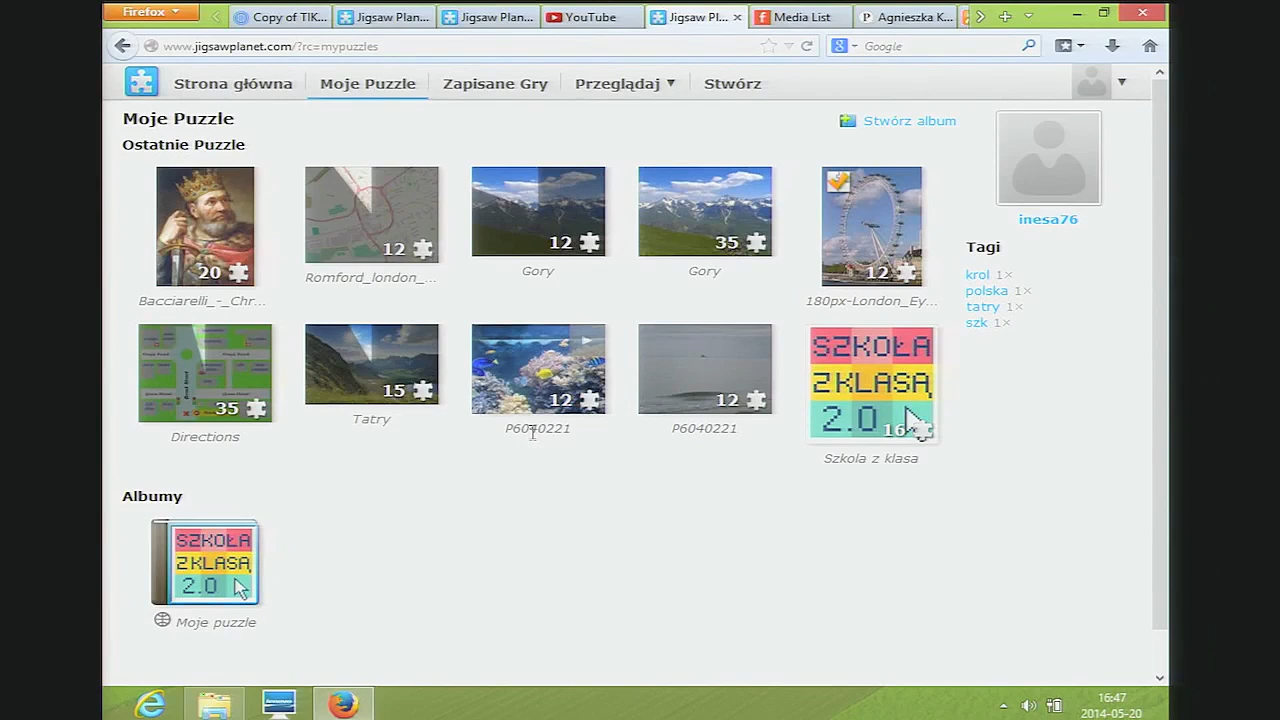 Firefox
Copy of TIK...
Jigsaw Plan...
Jigsaw Plan...
YouTube
Jigsaw Pl...
Media List
Agnieszka K...
www.jigsawplanet.com/?rc=mypuzzles
Google
Strona główna
Moje Puzzle
Zapisane Gry
Przeglądaj
Stwórz
Moje Puzzle
Stwórz album
Ostatnie Puzzle
20
12
12
35
12
Bacciarelli_-_Chr...
Romford_london_...
Gory
Gory
180px-London_Ey...
inesa76
Tagi
krol 1×
polska 1×
tatry 1×
szk 1×
35
15
12
12
SZKOŁA
Z KLASĄ
2.0
16
Directions
Tatry
P6040221
P6040221
Szkola z klasa
Albumy
SZKOŁA
Z KLASĄ
2.0
Moje puzzle
16:47
2014-05-20